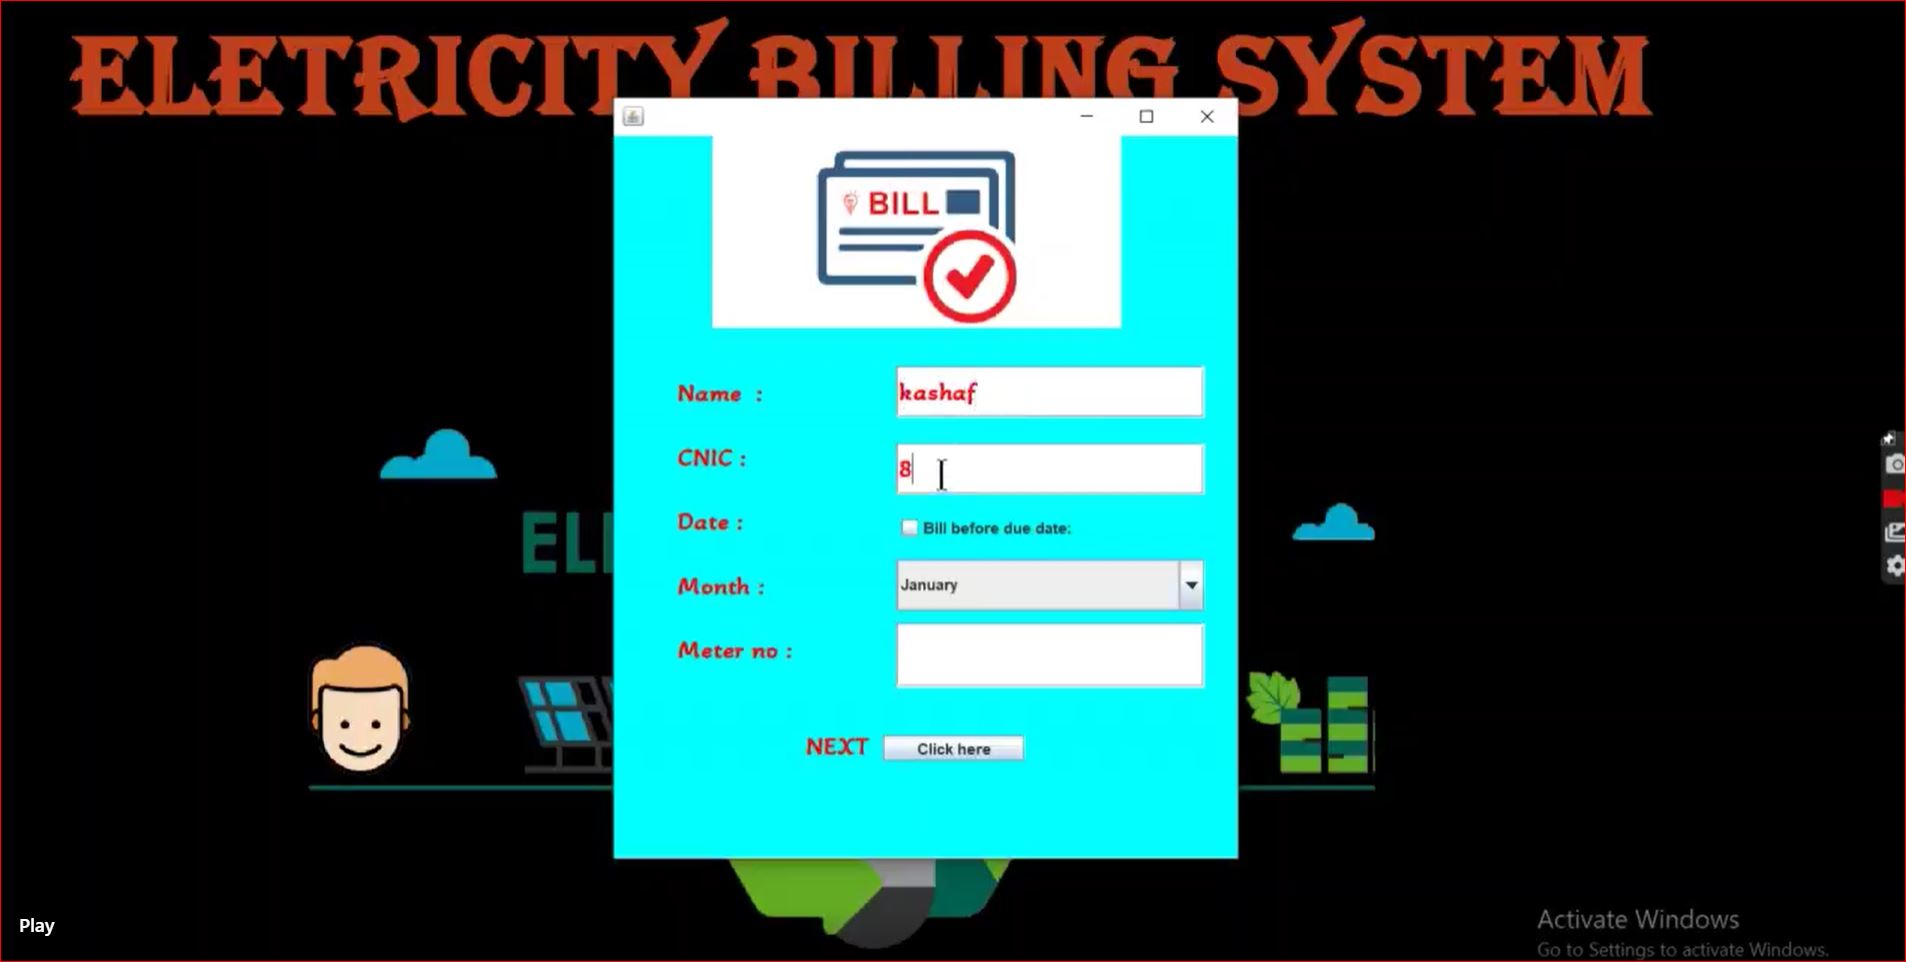 ELETRICITY BILLING SYSTEM
BILL
Name :
kashaf
CNIC :
8
Date :
Bill before due date:
ELE
Month :
January
Meter no :
NEXT
Click here
Play
Activate Windows
Go to Settings to activate Windows.